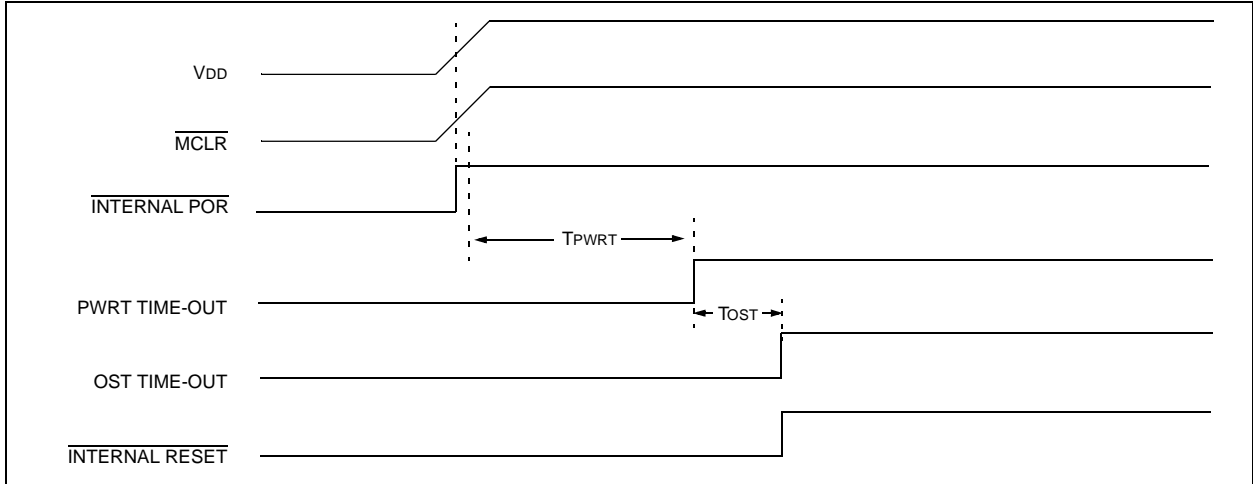 VDD
MCLR
INTERNAL POR
TPWRT
PWRT TIME-OUT
TOST
OST TIME-OUT
INTERNAL RESET